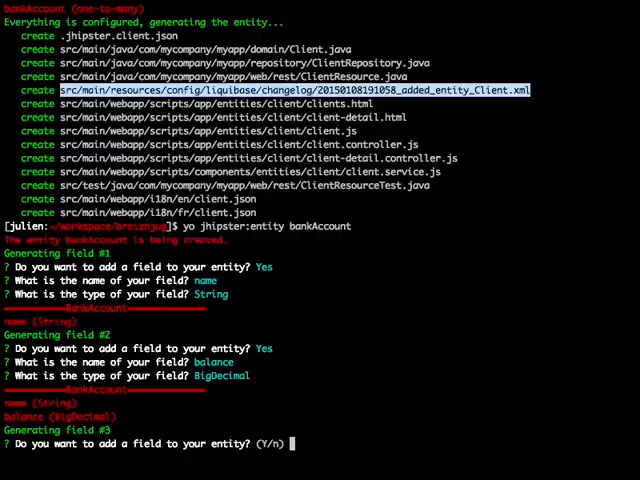 bankAccount (one-to-many)
Everything is configured, generating the entity...
create .jhipster.client.json
create src/main/java/com/mycompany/myapp/domain/Client.java
create src/main/java/com/mycompany/myapp/repository/ClientRepository.java
create src/main/java/com/mycompany/myapp/web/rest/ClientResource.java
create src/main/resources/config/liquibase/changelog/20150108191058_added_entity_Client.xml
create src/main/webapp/scripts/app/entities/client/clients.html
create src/main/webapp/scripts/app/entities/client/client-detail.html
create src/main/webapp/scripts/app/entities/client/client.js
create src/main/webapp/scripts/app/entities/client/client.controller.js
create src/main/webapp/scripts/app/entities/client/client-detail.controller.js
create src/main/webapp/scripts/components/entities/client/client.service.js
create src/test/java/com/mycompany/myapp/web/rest/ClientResourceTest.java
create src/main/webapp/i18n/en/client.json
create src/main/webapp/i18n/fr/client.json
[julien:~/workspace/breizhjug]$ yo jhipster:entity bankAccount
The entity bankAccount is being created.
Generating field #1
? Do you want to add a field to your entity? Yes
? What is the name of your field? name
? What is the type of your field? String
===========BankAccount==============
name (String)
Generating field #2
? Do you want to add a field to your entity? Yes
? What is the name of your field? balance
? What is the type of your field? BigDecimal
===========BankAccount==============
name (String)
balance (BigDecimal)
Generating field #3
? Do you want to add a field to your entity? (Y/n)